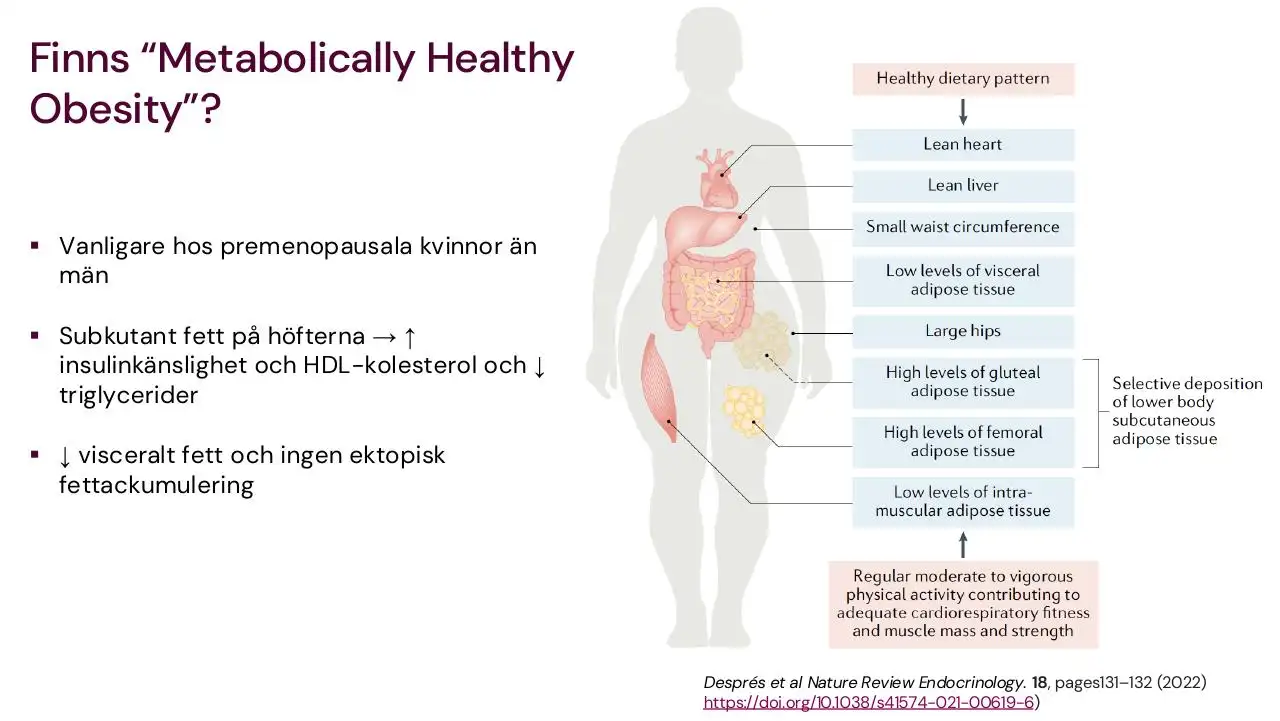 Finns “Metabolically Healthy
Obesity”?
▪ Vanligare hos premenopausala kvinnor än
män
▪ Subkutant fett på höfterna → ↑
insulinkänslighet och HDL-kolesterol och ↓
triglycerider
▪ ↓ visceralt fett och ingen ektopisk
fettackumulering
Healthy dietary pattern
Lean heart
Lean liver
Small waist circumference
Low levels of visceral
adipose tissue
Large hips
High levels of gluteal
adipose tissue
High levels of femoral
adipose tissue
Selective deposition
of lower body
subcutaneous
adipose tissue
Low levels of intra-
muscular adipose tissue
Regular moderate to vigorous
physical activity contributing to
adequate cardiorespiratory fitness
and muscle mass and strength
Després et al Nature Review Endocrinology. 18, pages131–132 (2022)
https://doi.org/10.1038/s41574-021-00619-6)